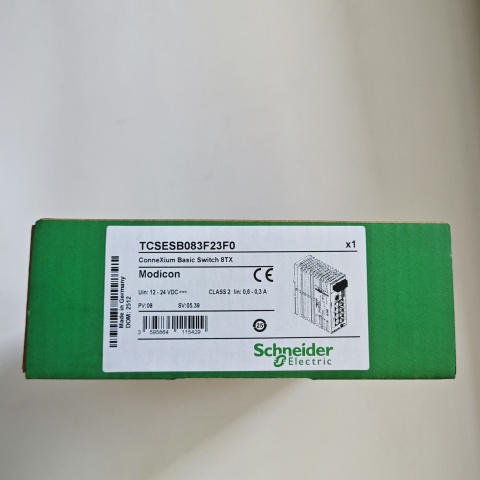 TCSESB083F23F0 x1
ConneXium Basic Switch 8TX
Modicon
CE
Uin: 12 - 24 VDC CLASS 2 Iin: 0,6 - 0,3 A
PV:08 SV:05.39
3 595864 115429
25
Schneider
Electric
Made in Germany
DOM: 2512